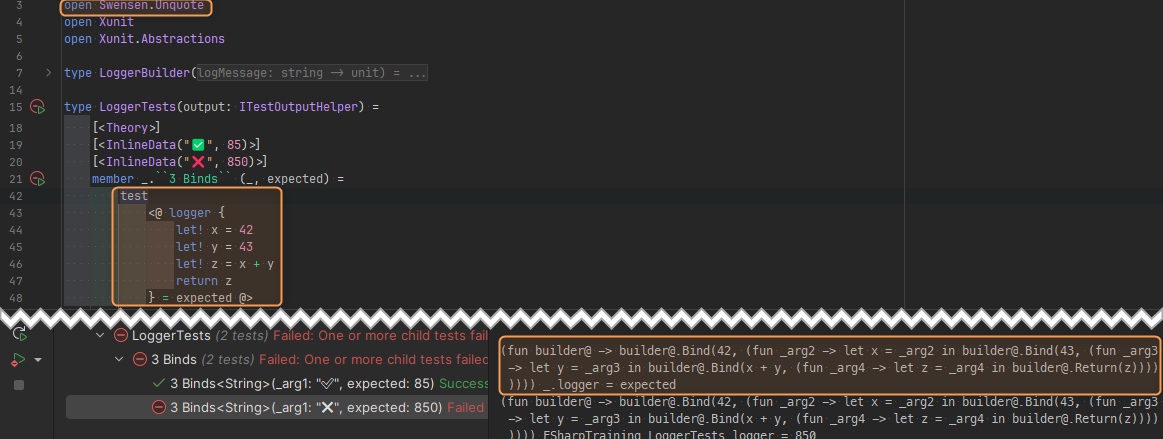 3 open Swensen.Unquote
4 open Xunit
5 open Xunit.Abstractions
6
7 type LoggerBuilder(logMessage: string -> unit) = ...
14
15 type LoggerTests(output: ITestOutputHelper) =
18 [<Theory>]
19 [<InlineData("✅", 85)>]
20 [<InlineData("❌", 850)>]
21 member _.``3 Binds`` (_, expected) =
42 test
43 <@ logger {
44 let! x = 42
45 let! y = 43
46 let! z = x + y
47 return z
48 } = expected @>
LoggerTests (2 tests) Failed: One or more child tests fail
3 Binds (2 tests) Failed: One or more child tests failed
3 Binds<String>(_arg1: "✅", expected: 85) Success
3 Binds<String>(_arg1: "❌", expected: 850) Failed
(fun builder@ -> builder@.Bind(42, (fun _arg2 -> let x = _arg2 in builder@.Bind(43, (fun _arg3
-> let y = _arg3 in builder@.Bind(x + y, (fun _arg4 -> let z = _arg4 in builder@.Return(z))))
)))) _.logger = expected
(fun builder@ -> builder@.Bind(42, (fun _arg2 -> let x = _arg2 in builder@.Bind(43, (fun _arg3
-> let y = _arg3 in builder@.Bind(x + y, (fun _arg4 -> let z = _arg4 in builder@.Return(z))))
)))) FSharpTraining.LoggerTests.logger = 850